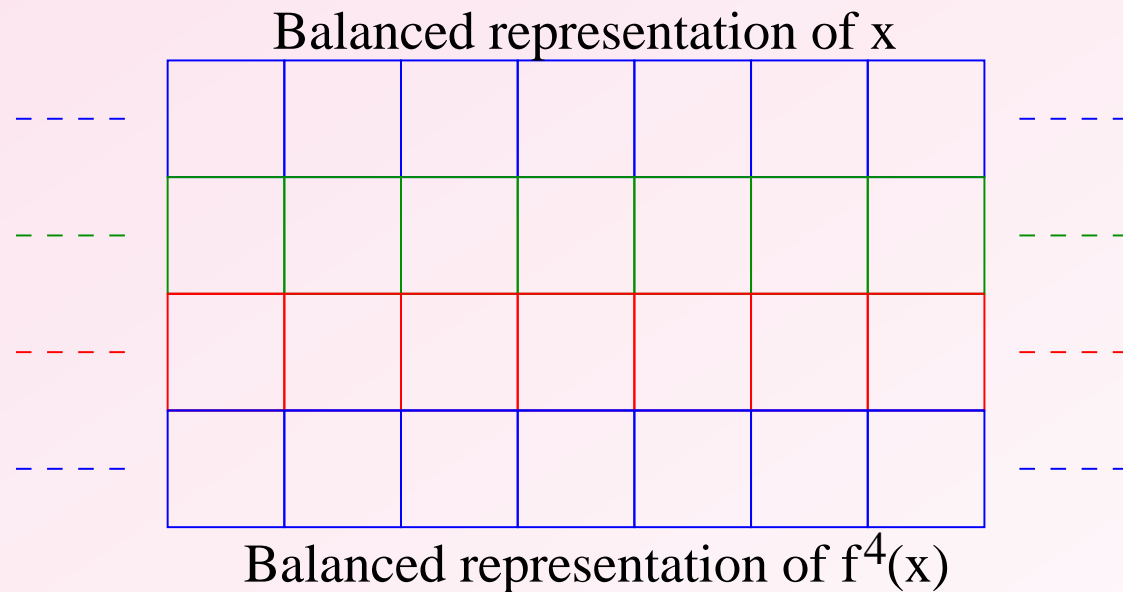 Balanced representation of x
Balanced representation of f⁴(x)